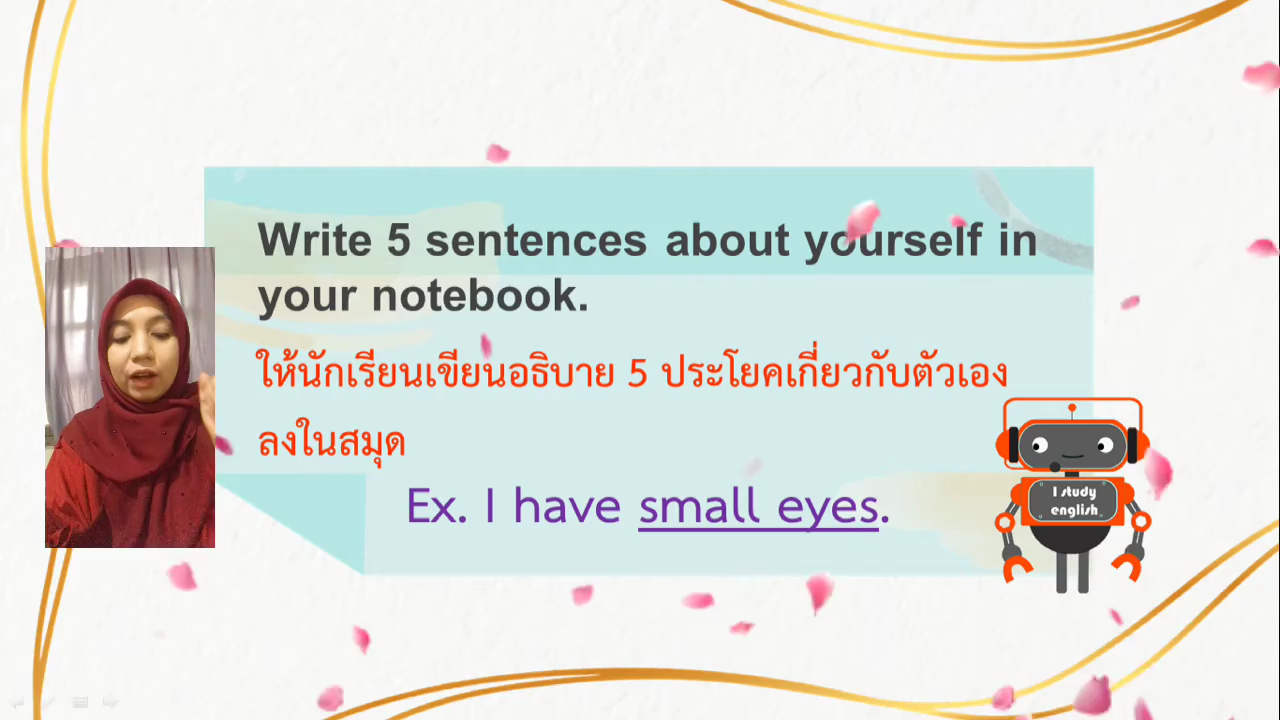 Write 5 sentences about yourself in
your notebook.
ให้นักเรียนเขียนอธิบาย 5 ประโยคเกี่ยวกับตัวเอง
ลงในสมุด
Ex. I have small eyes.
I study
english